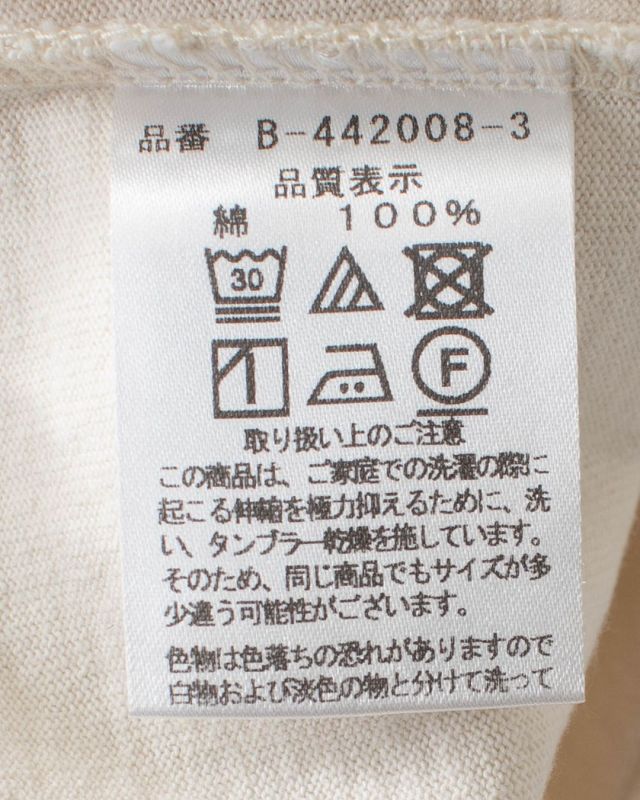 品番 B-442008-3
品質表示
綿 100%
30
F
取り扱い上のご注意
この商品は、ご家庭での洗濯の際に
起こる伸縮を極力抑えるために、洗
い、タンブラー乾燥を施しています。
そのため、同じ商品でもサイズが多
少違う可能性がございます。
色物は色落ちの恐れがありますので
白物および淡色の物と分けて洗って